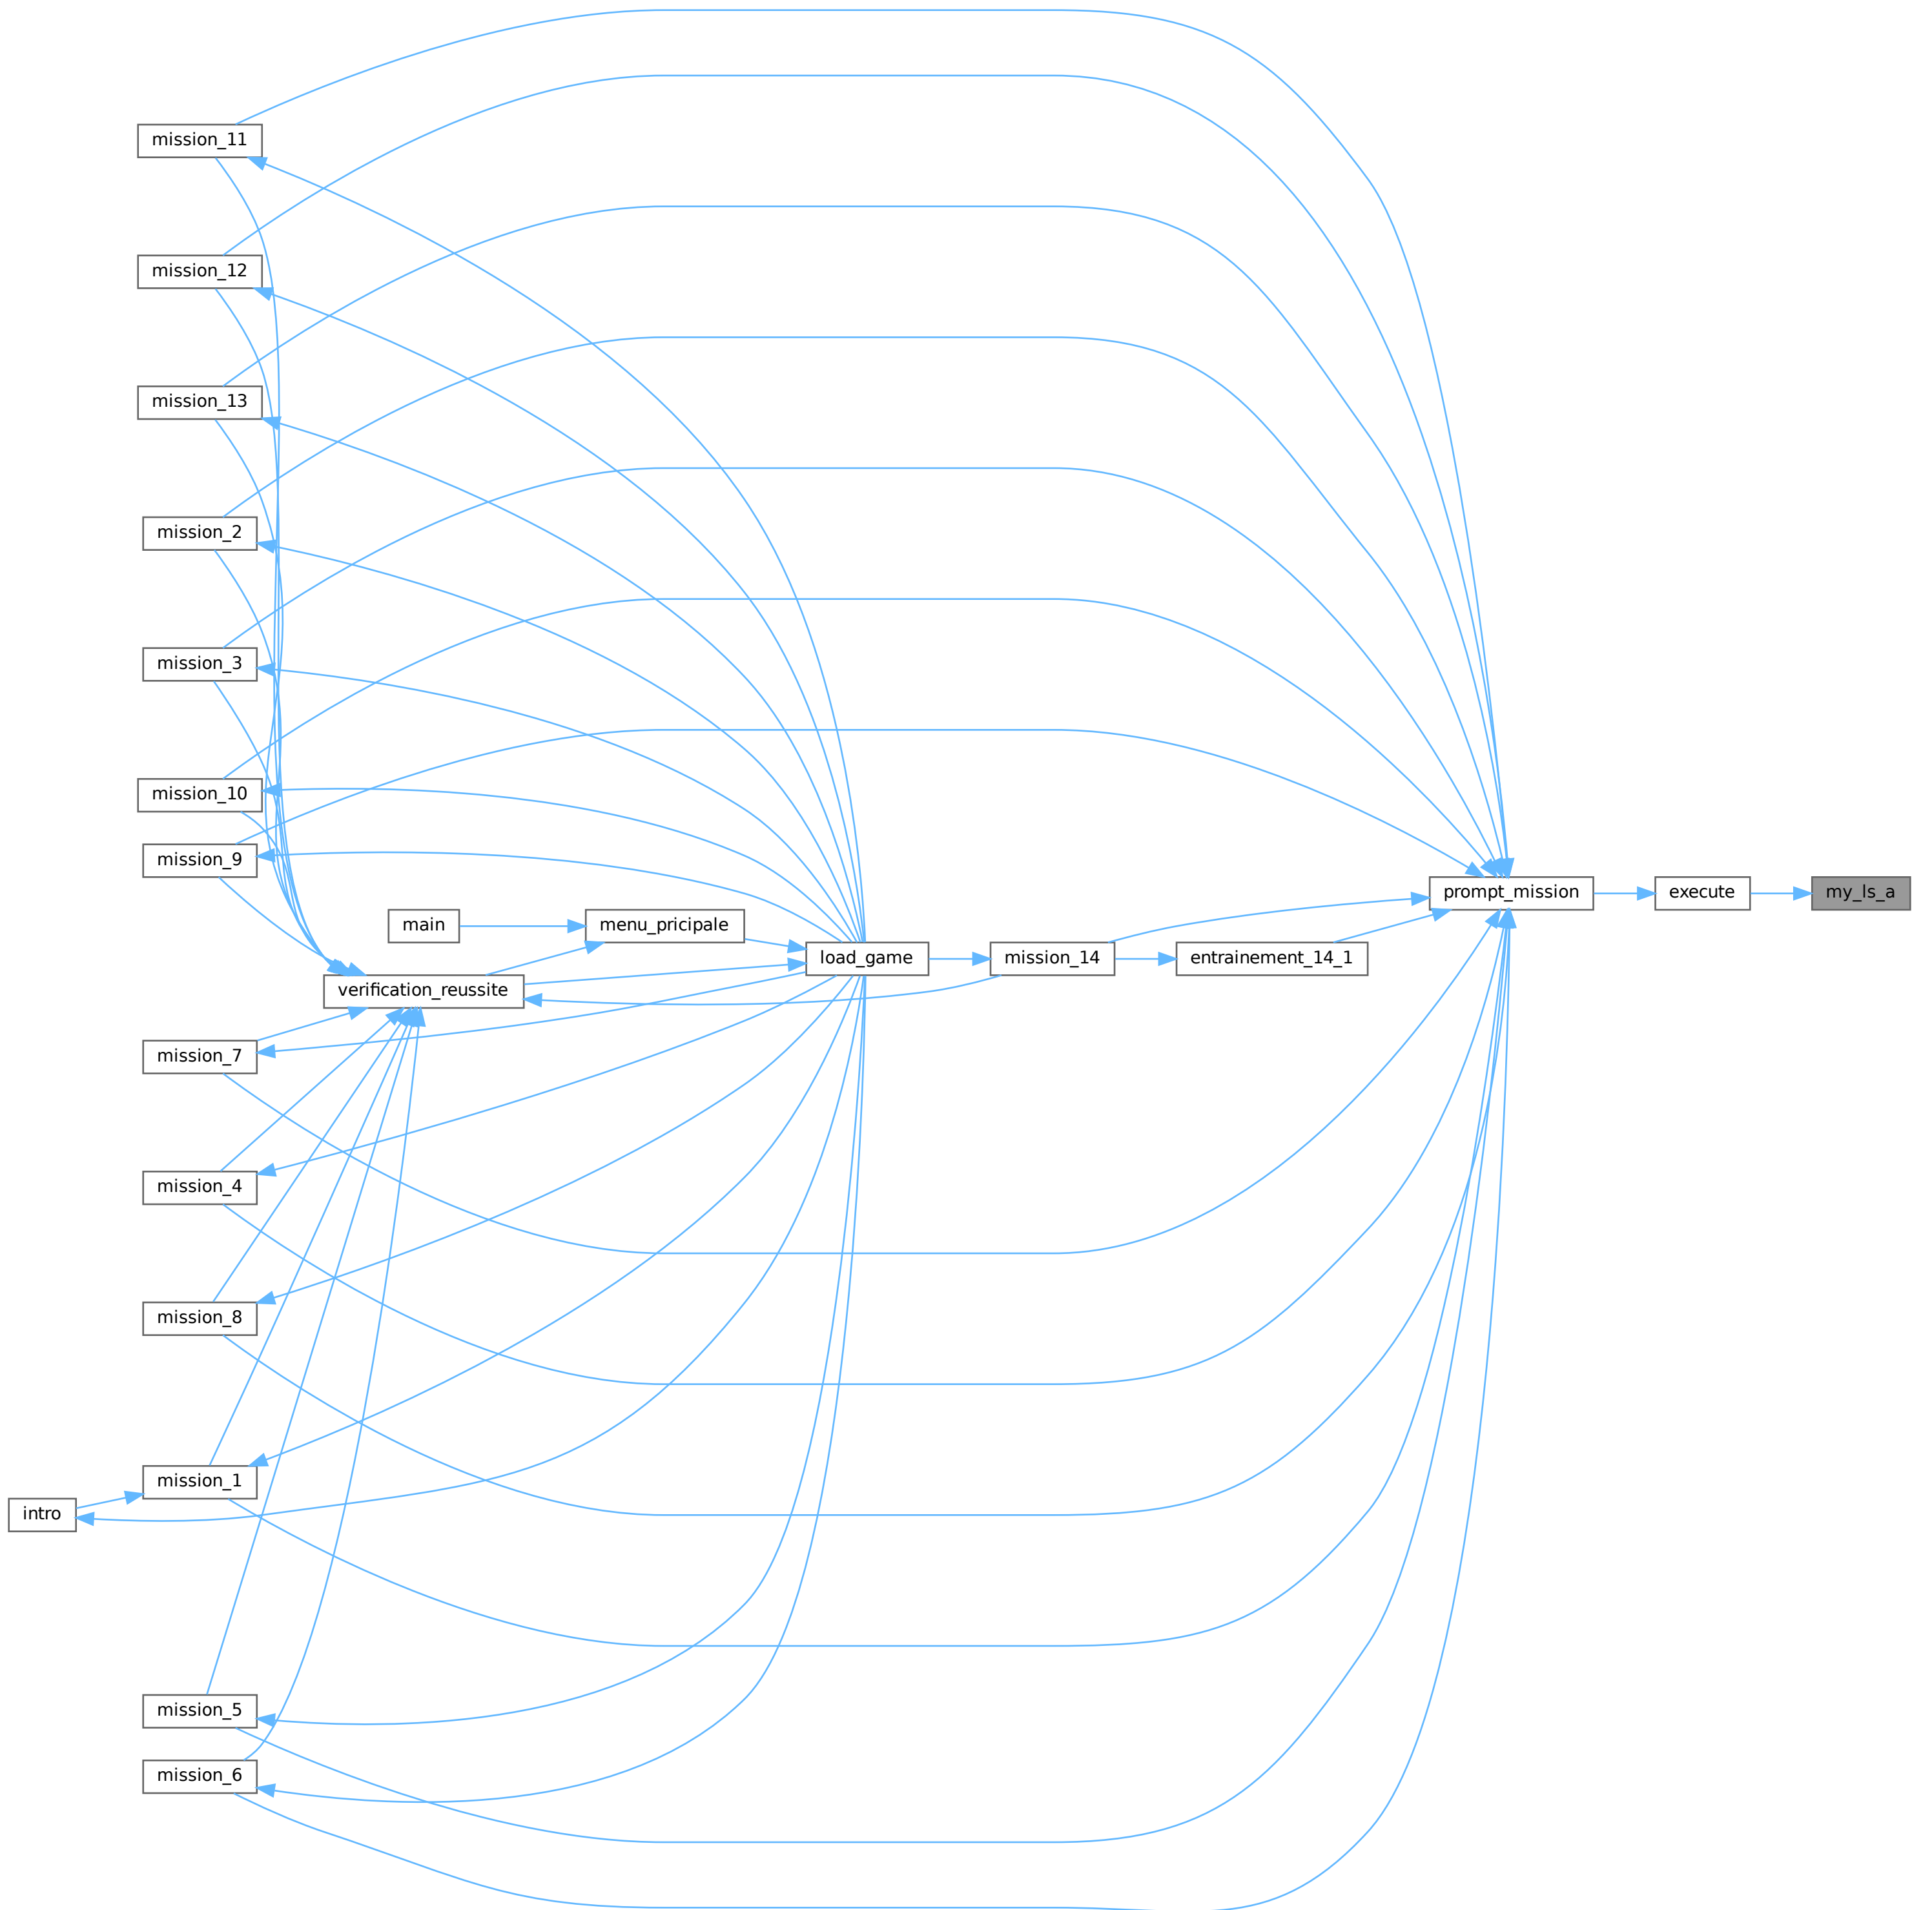 mission_11
mission_12
mission_13
mission_2
mission_3
mission_10
mission_9
prompt_mission
execute
my_ls_a
main
menu_pricipale
load_game
mission_14
entrainement_14_1
verification_reussite
mission_7
mission_4
mission_8
mission_1
intro
mission_5
mission_6